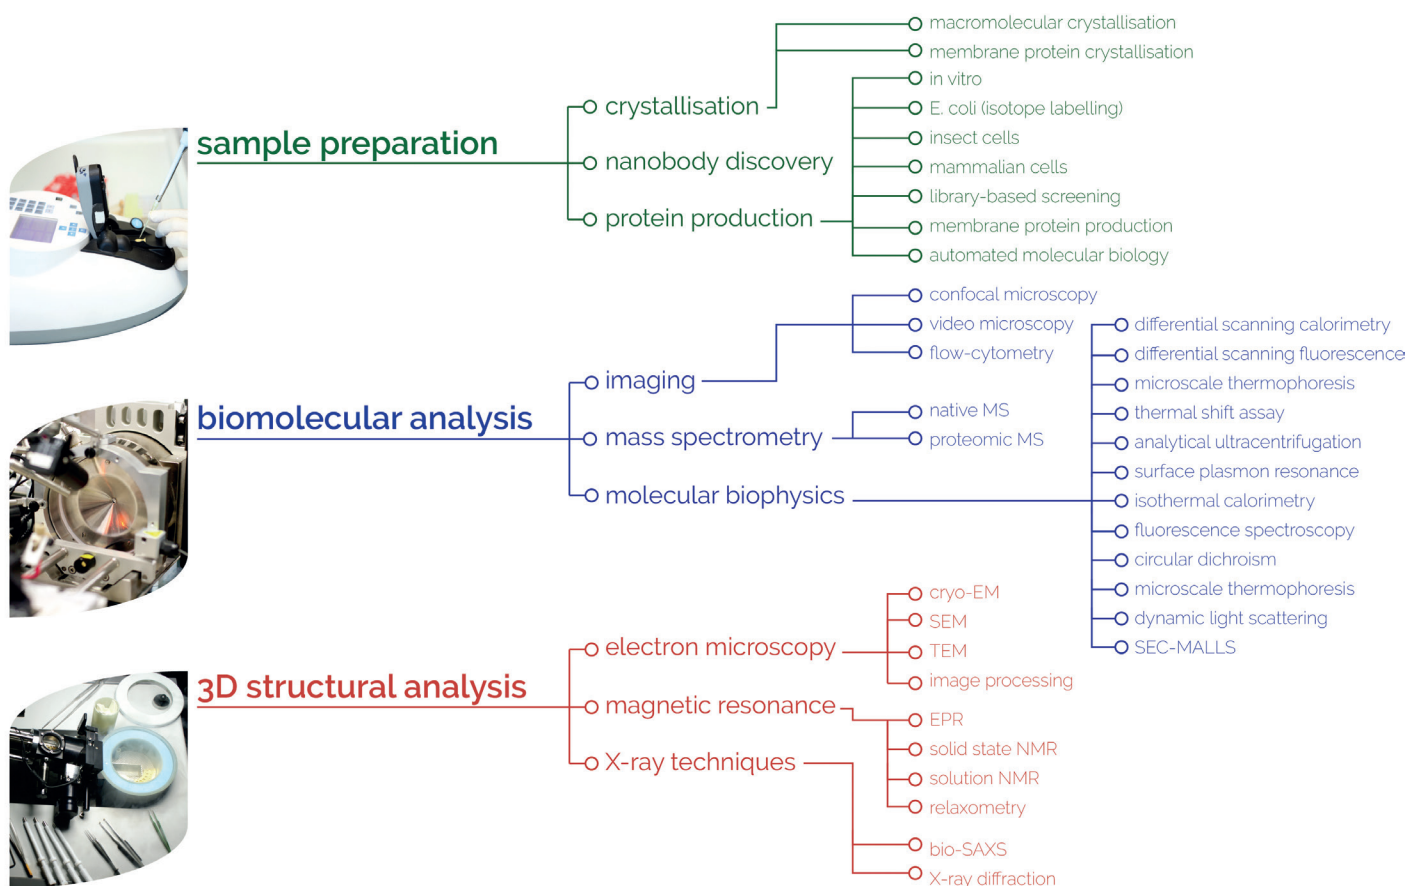 sample preparation
crystallisation
macromolecular crystallisation
membrane protein crystallisation
nanobody discovery
protein production
in vitro
E. coli (isotope labelling)
insect cells
mammalian cells
library-based screening
membrane protein production
automated molecular biology
biomolecular analysis
imaging
confocal microscopy
video microscopy
flow-cytometry
mass spectrometry
native MS
proteomic MS
molecular biophysics
differential scanning calorimetry
differential scanning fluorescence
microscale thermophoresis
thermal shift assay
analytical ultracentrifugation
surface plasmon resonance
isothermal calorimetry
fluorescence spectroscopy
circular dichroism
microscale thermophoresis
dynamic light scattering
SEC-MALLS
3D structural analysis
electron microscopy
cryo-EM
SEM
TEM
image processing
magnetic resonance
EPR
solid state NMR
solution NMR
relaxometry
X-ray techniques
bio-SAXS
X-ray diffraction